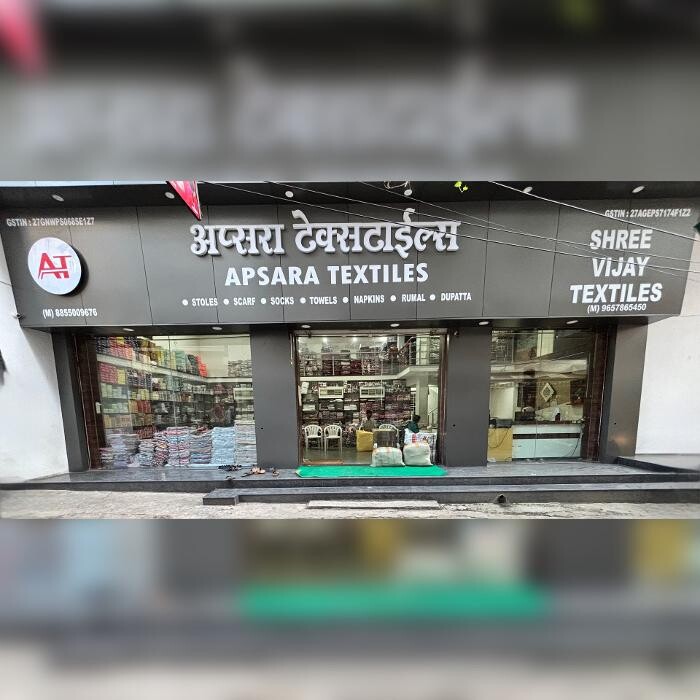 GSTIN : 27GNWPS0685E1Z7
AT
(M) 8855009676
अप्सरा टेक्सटाईल्स
APSARA TEXTILES
● STOLES ● SCARF ● SOCKS ● TOWELS ● NAPKINS ● RUMAL ● DUPATTA
GSTIN : 27AGEPS7174F1Z2
SHREE
VIJAY
TEXTILES
(M) 9657865450